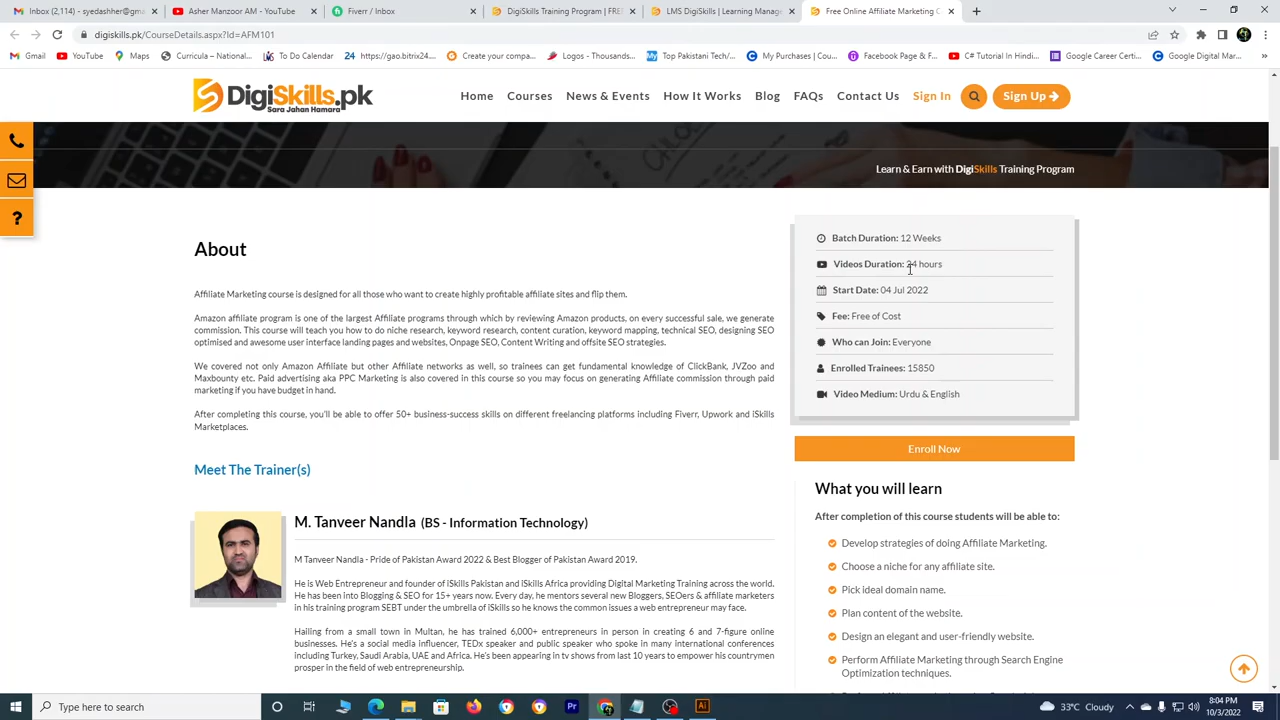 Inbox (2,114) - syedashher@gma
Asher Munzar (2)
Fiverr / Inbox
DigiSkills Training Program | FREE
LMS DigiSkills | Learning Manage
Free Online Affiliate Marketing C
digiskills.pk/CourseDetails.aspx?Id=AFM101
Gmail
YouTube
Maps
Curricula – National...
To Do Calendar
24 https://gao.bitrix24...
Create your compa...
Logos - Thousands...
Top Pakistani Tech/...
My Purchases | Cou...
Facebook Page & F...
C# Tutorial In Hindi...
Google Career Certi...
Google Digital Mar...
»
DigiSkills.pk
Sara Jahan Hamara
Home
Courses
News & Events
How It Works
Blog
FAQs
Contact Us
Sign In
Sign Up
Learn & Earn with DigiSkills Training Program
About
Affiliate Marketing course is designed for all those who want to create highly profitable affiliate sites and flip them.
Amazon affiliate program is one of the largest Affiliate programs through which by reviewing Amazon products, on every successful sale, we generate
commission. This course will teach you how to do niche research, keyword research, content curation, keyword mapping, technical SEO, designing SEO
optimised and awesome user interface landing pages and websites, Onpage SEO, Content Writing and offsite SEO strategies.
We covered not only Amazon Affiliate but other Affiliate networks as well, so trainees can get fundamental knowledge of ClickBank, JVZoo and
Maxbounty etc. Paid advertising aka PPC Marketing is also covered in this course so you may focus on generating Affiliate commission through paid
marketing if you have budget in hand.
After completing this course, you'll be able to offer 50+ business-success skills on different freelancing platforms including Fiverr, Upwork and iSkills
Marketplaces.
Meet The Trainer(s)
M. Tanveer Nandla (BS - Information Technology)
M Tanveer Nandla - Pride of Pakistan Award 2022 & Best Blogger of Pakistan Award 2019.
He is Web Entrepreneur and founder of ISkills Pakistan and iSkills Africa providing Digital Marketing Training across the world.
He has been into Blogging & SEO for 15+ years now. Every day, he mentors several new Bloggers, SEOers & affiliate marketers
in his training program SEBT under the umbrella of iSkills so he knows the common issues a web entrepreneur may face.
Hailing from a small town in Multan, he has trained 6,000+ entrepreneurs in person in creating 6 and 7-figure online
businesses. He's a social media influencer, TEDx speaker and public speaker who spoke in many international conferences
including Turkey, Saudi Arabia, UAE and Africa. He's been appearing in tv shows from last 10 years to empower his countrymen
prosper in the field of web entrepreneurship.
Batch Duration: 12 Weeks
Videos Duration: 24 hours
Start Date: 04 Jul 2022
Fee: Free of Cost
Who can Join: Everyone
Enrolled Trainees: 15850
Video Medium: Urdu & English
Enroll Now
What you will learn
After completion of this course students will be able to:
Develop strategies of doing Affiliate Marketing.
Choose a niche for any affiliate site.
Pick ideal domain name.
Plan content of the website.
Design an elegant and user-friendly website.
Perform Affiliate Marketing through Search Engine
Optimization techniques.
Type here to search
Pr
Ai
33°C Cloudy
8:04 PM
10/3/2022